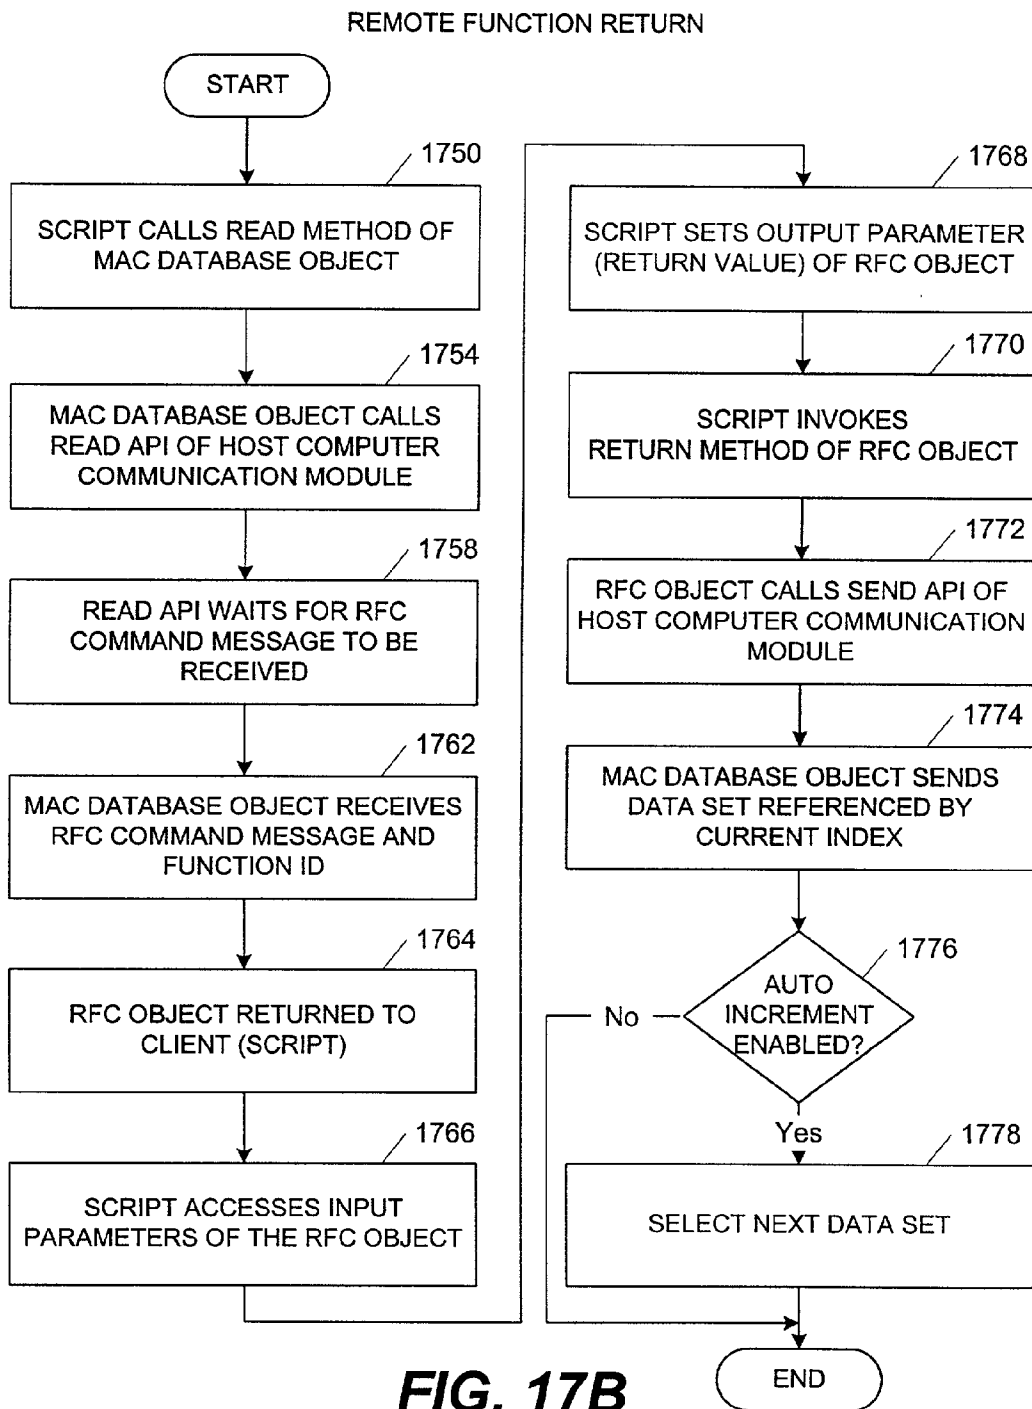 REMOTE FUNCTION RETURN
START
1750
SCRIPT CALLS READ METHOD OF
MAC DATABASE OBJECT
1754
MAC DATABASE OBJECT CALLS
READ API OF HOST COMPUTER
COMMUNICATION MODULE
1758
READ API WAITS FOR RFC
COMMAND MESSAGE TO BE
RECEIVED
1762
MAC DATABASE OBJECT RECEIVES
RFC COMMAND MESSAGE AND
FUNCTION ID
1764
RFC OBJECT RETURNED TO
CLIENT (SCRIPT)
1766
SCRIPT ACCESSES INPUT
PARAMETERS OF THE RFC OBJECT
1768
SCRIPT SETS OUTPUT PARAMETER
(RETURN VALUE) OF RFC OBJECT
1770
SCRIPT INVOKES
RETURN METHOD OF RFC OBJECT
1772
RFC OBJECT CALLS SEND API OF
HOST COMPUTER COMMUNICATION
MODULE
1774
MAC DATABASE OBJECT SENDS
DATA SET REFERENCED BY
CURRENT INDEX
1776
AUTO
INCREMENT
ENABLED?
No
Yes
1778
SELECT NEXT DATA SET
END
FIG. 17B